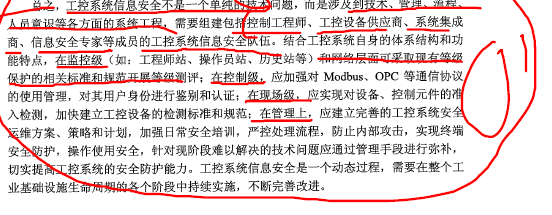 总之，工控系统信息安全不是一个单纯的技术问题，而是涉及到技术、管理、流程、
人员意识等各方面的系统工程，需要组建包括控制工程师、工控设备供应商、系统集成
商、信息安全专家等成员的工控系统信息安全队伍。结合工控系统自身的体系结构和功
能特点，在监控级（如：工程师站、操作员站、历史站等）和网络层面可采取现有等级
保护的相关标准和规范开展等级测评；在控制级，应加强对 Modbus、OPC 等通信协议
的使用管理，对其用户身份进行鉴别和认证；在现场级，应实现对设备、控制元件的准
入检测，加快建立工控设备的检测标准和规范；在管理上，应建立完善的工控系统安全
运维方案、策略和计划，加强日常安全培训，严控处理流程，防止内部攻击，实现终端
安全防护，操作使用安全，针对现阶段难以解决的技术问题应通过管理手段进行弥补，
切实提高工控系统的安全防护能力。工控系统信息安全是一个动态过程，需要在整个工
业基础设施生命周期的各个阶段中持续实施，不断完善改进。